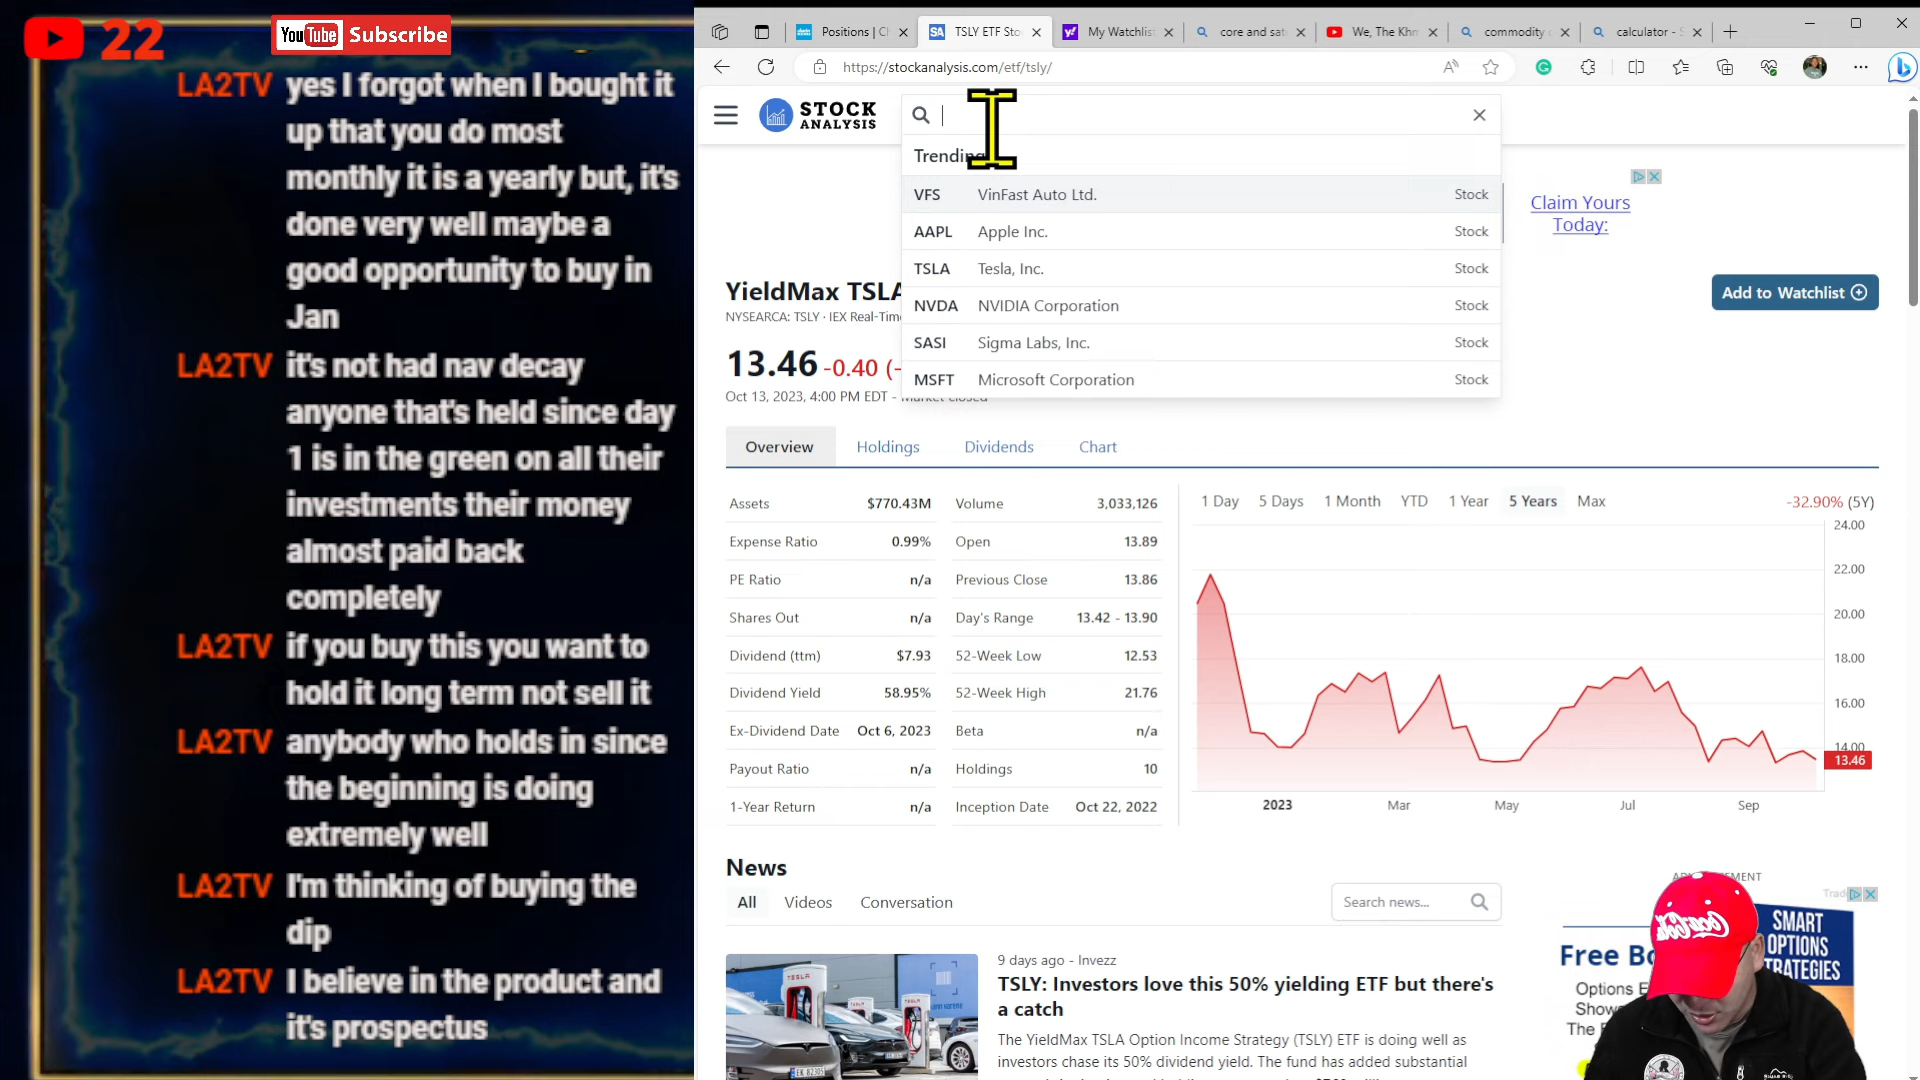 22
YouTube Subscribe
LA2TV yes I forgot when I bought it
up that you do most
monthly it is a yearly but, it's
done very well maybe a
good opportunity to buy in
Jan
LA2TV it's not had nav decay
anyone that's held since day
1 is in the green on all their
investments their money
almost paid back
completely
LA2TV if you buy this you want to
hold it long term not sell it
LA2TV anybody who holds in since
the beginning is doing
extremely well
LA2TV I'm thinking of buying the
dip
LA2TV I believe in the product and
it's prospectus
Positions | Ch
TSLY ETF Sto
My Watchlist
core and sat
We, The Khm
commodity
calculator - S
https://stockanalysis.com/etf/tsly/
STOCK
ANALYSIS
Trending
VFS VinFast Auto Ltd. Stock
AAPL Apple Inc. Stock
TSLA Tesla, Inc. Stock
NVDA NVIDIA Corporation Stock
SASI Sigma Labs, Inc. Stock
MSFT Microsoft Corporation Stock
Claim Yours
Today:
YieldMax TSLA
NYSEARCA: TSLY · IEX Real-Time
Add to Watchlist
13.46 -0.40 (-
Oct 13, 2023, 4:00 PM EDT - Market closed
Overview Holdings Dividends Chart
Assets $770.43M Volume 3,033,126
Expense Ratio 0.99% Open 13.89
PE Ratio n/a Previous Close 13.86
Shares Out n/a Day's Range 13.42 - 13.90
Dividend (ttm) $7.93 52-Week Low 12.53
Dividend Yield 58.95% 52-Week High 21.76
Ex-Dividend Date Oct 6, 2023 Beta n/a
Payout Ratio n/a Holdings 10
1-Year Return n/a Inception Date Oct 22, 2022
1 Day 5 Days 1 Month YTD 1 Year 5 Years Max -32.90% (5Y)
24.00
22.00
20.00
18.00
16.00
14.00
13.46
2023 Mar May Jul Sep
News
All Videos Conversation
Search news...
9 days ago - Invezz
TSLY: Investors love this 50% yielding ETF but there's
a catch
The YieldMax TSLA Option Income Strategy (TSLY) ETF is doing well as
investors chase its 50% dividend yield. The fund has added substantial
TESLA
EK 82305
Trad
Free Bo
SMART
OPTIONS
TRATEGIES
Options E
Show
The
Coca-Cola